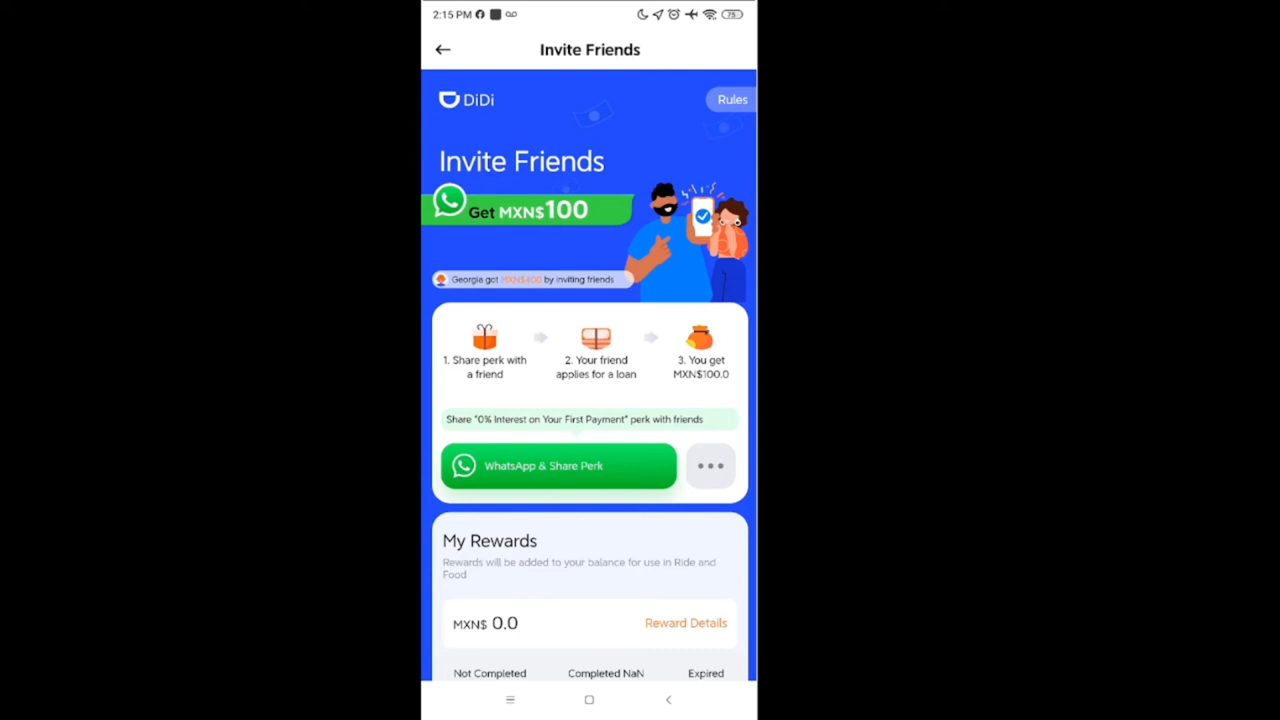 2:15 PM
75
Invite Friends
DiDi
Rules
Invite Friends
Get MXN$100
Georgia got MXN$400 by inviting friends
1. Share perk with
a friend
2. Your friend
applies for a loan
3. You get
MXN$100.0
Share "0% Interest on Your First Payment" perk with friends
WhatsApp & Share Perk
My Rewards
Rewards will be added to your balance for use in Ride and
Food
MXN$ 0.0
Reward Details
Not Completed
Completed NaN
Expired